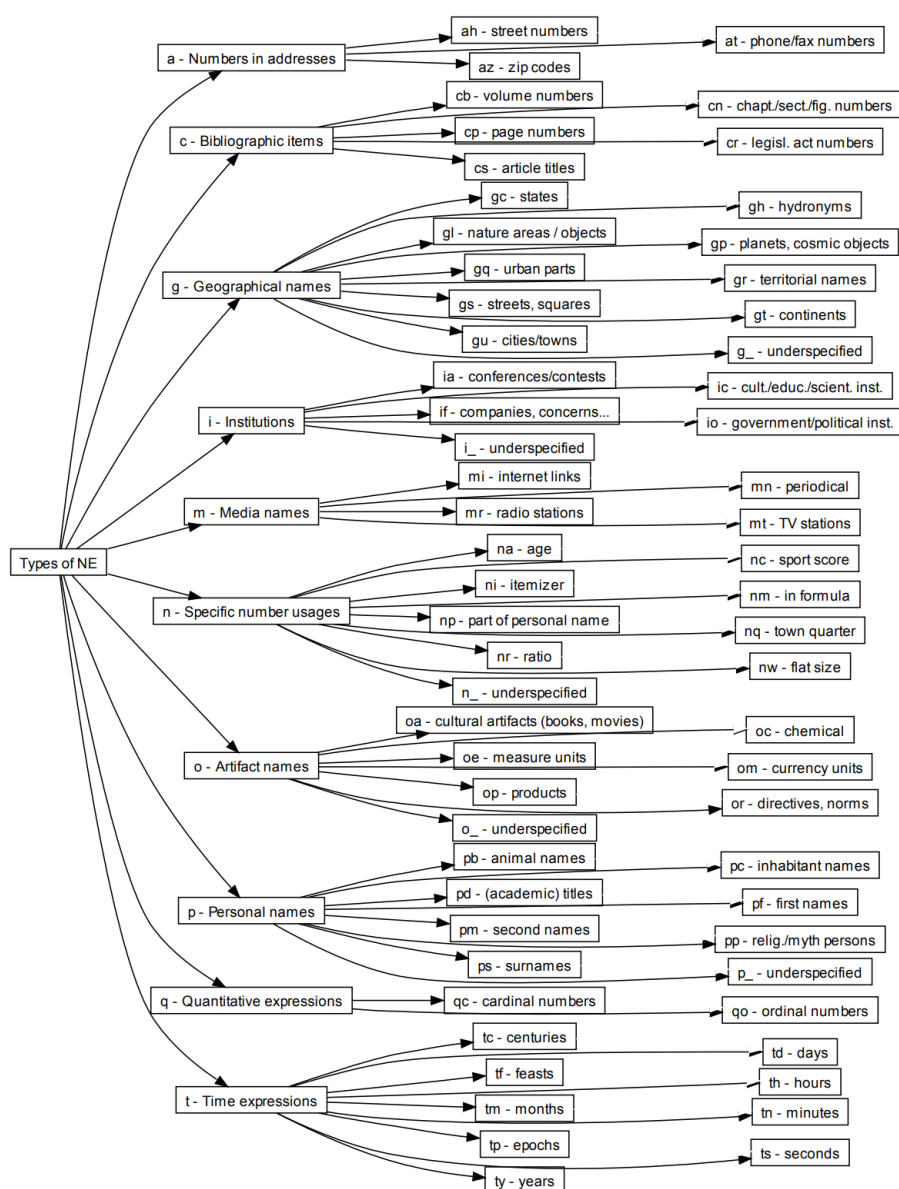 Types of NE
a - Numbers in addresses
ah - street numbers
at - phone/fax numbers
az - zip codes
c - Bibliographic items
cb - volume numbers
cn - chapt./sect./fig. numbers
cp - page numbers
cr - legisl. act numbers
cs - article titles
g - Geographical names
gc - states
gh - hydronyms
gl - nature areas / objects
gp - planets, cosmic objects
gq - urban parts
gr - territorial names
gs - streets, squares
gt - continents
gu - cities/towns
g_ - underspecified
i - Institutions
ia - conferences/contests
ic - cult./educ./scient. inst.
if - companies, concerns...
io - government/political inst.
i_ - underspecified
m - Media names
mi - internet links
mn - periodical
mr - radio stations
mt - TV stations
n - Specific number usages
na - age
nc - sport score
ni - itemizer
nm - in formula
np - part of personal name
nq - town quarter
nr - ratio
nw - flat size
n_ - underspecified
o - Artifact names
oa - cultural artifacts (books, movies)
oc - chemical
oe - measure units
om - currency units
op - products
or - directives, norms
o_ - underspecified
p - Personal names
pb - animal names
pc - inhabitant names
pd - (academic) titles
pf - first names
pm - second names
pp - relig./myth persons
ps - surnames
p_ - underspecified
q - Quantitative expressions
qc - cardinal numbers
qo - ordinal numbers
t - Time expressions
tc - centuries
td - days
tf - feasts
th - hours
tm - months
tn - minutes
tp - epochs
ts - seconds
ty - years